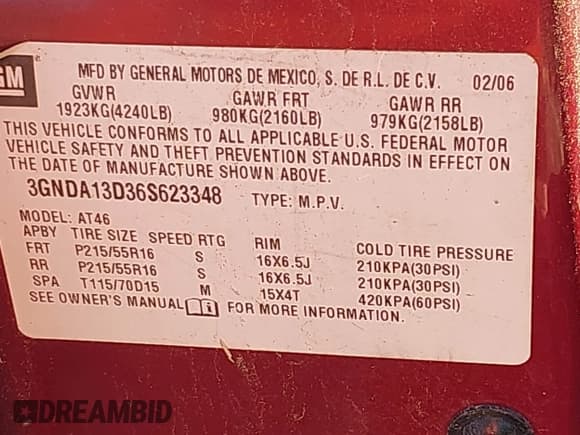 GM
MFD BY GENERAL MOTORS DE MEXICO, S. DE R.L. DE C.V. 02/06
GVWR GAWR FRT GAWR RR
1923KG(4240LB) 980KG(2160LB) 979KG(2158LB)
THIS VEHICLE CONFORMS TO ALL APPLICABLE U.S. FEDERAL MOTOR
VEHICLE SAFETY AND THEFT PREVENTION STANDARDS IN EFFECT ON
THE DATE OF MANUFACTURE SHOWN ABOVE.
3GNDA13D36S623348 TYPE: M.P.V.
MODEL: AT46
APBY TIRE SIZE SPEED RTG RIM COLD TIRE PRESSURE
FRT P215/55R16 S 16X6.5J 210KPA(30PSI)
RR P215/55R16 S 16X6.5J 210KPA(30PSI)
SPA T115/70D15 M 15X4T 420KPA(60PSI)
SEE OWNER'S MANUAL FOR MORE INFORMATION.
DREAMBID